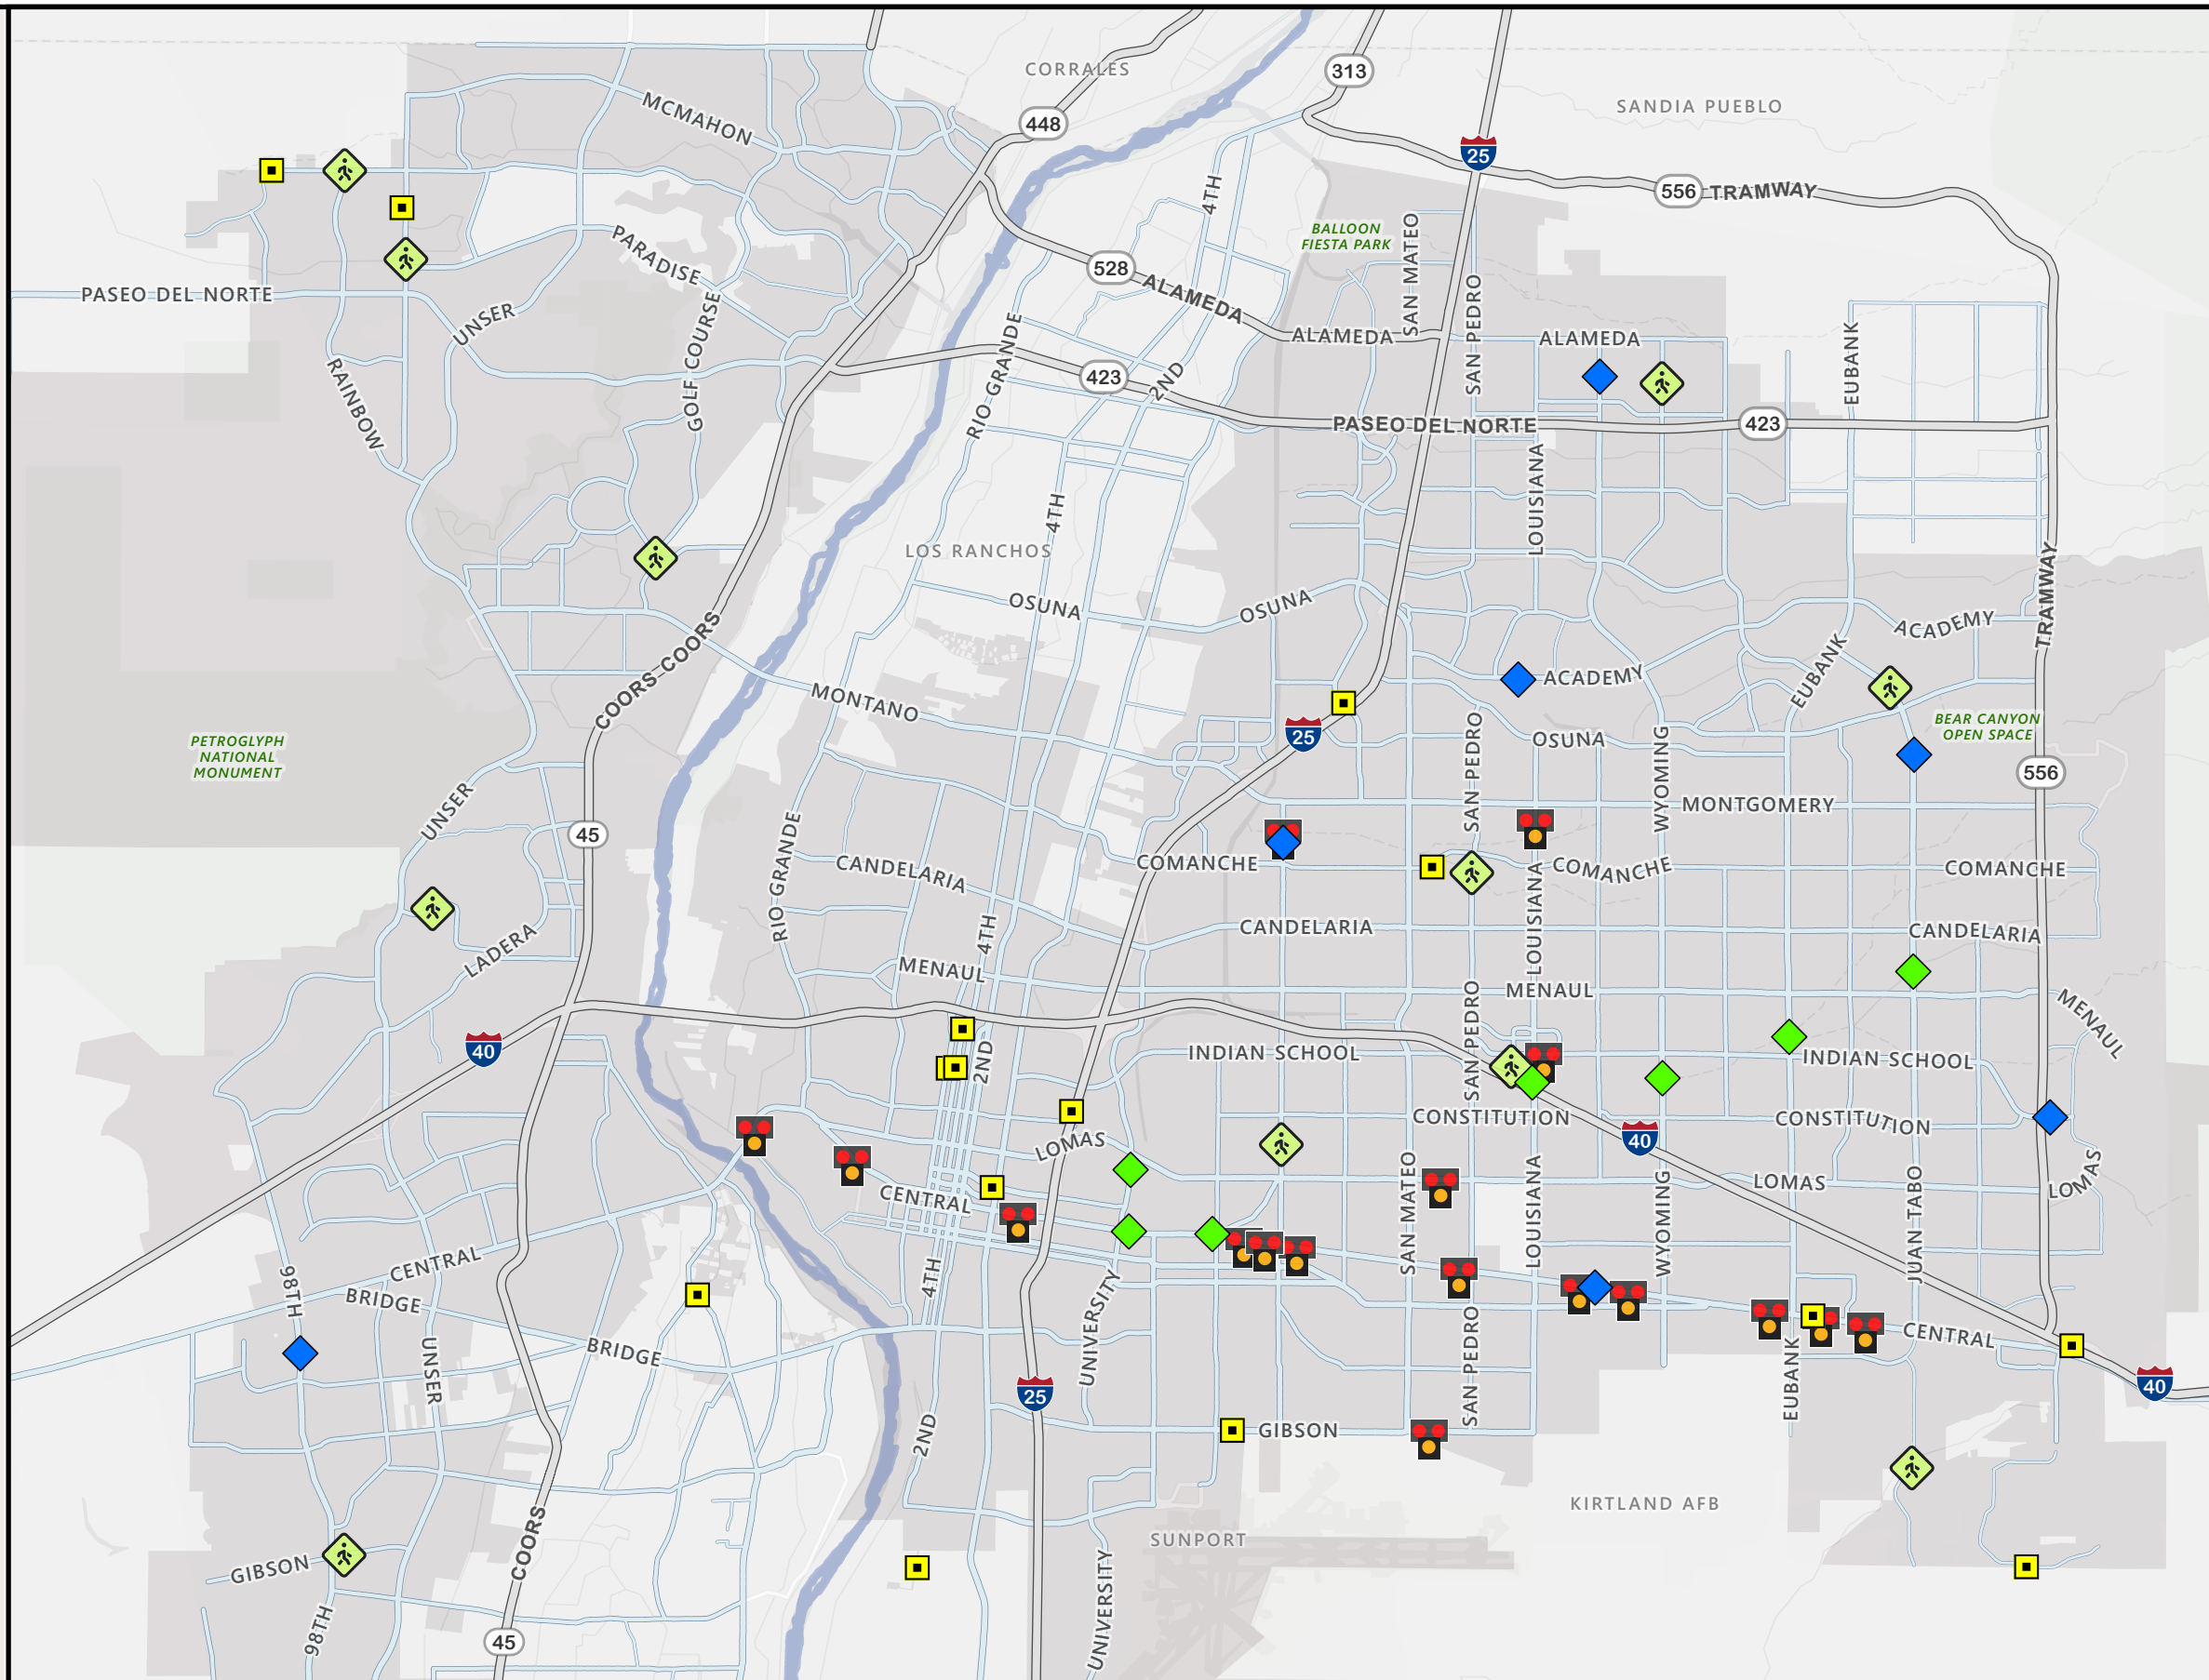 CORRALES
313
SANDIA PUEBLO
MCMAHON
448
25
556
TRAMWAY
4TH
BALLOON
FIESTA PARK
SAN MATEO
PARADISE
528
ALAMEDA
PASEO DEL NORTE
UNSER
GOLF COURSE
RIO GRANDE
ALAMEDA
SAN PEDRO
ALAMEDA
EUBANK
RAINBOW
423
2ND
PASEO DEL NORTE
423
LOUISIANA
4TH
LOS RANCHOS
OSUNA
OSUNA
TRAMWAY
ACADEMY
COORS
COORS
MONTANO
ACADEMY
EUBANK
PETROGLYPH
NATIONAL
MONUMENT
25
SAN PEDRO
OSUNA
WYOMING
BEAR CANYON
OPEN SPACE
556
UNSER
45
MONTGOMERY
RIO GRANDE
CANDELARIA
COMANCHE
COMANCHE
COMANCHE
LOUISIANA
4TH
CANDELARIA
CANDELARIA
LADERA
MENAUL
MENAUL
MENAUL
40
2ND
INDIAN SCHOOL
SAN PEDRO
INDIAN SCHOOL
CONSTITUTION
40
CONSTITUTION
LOMAS
CENTRAL
SAN MATEO
LOUISIANA
WYOMING
LOMAS
JUAN TABO
LOMAS
CENTRAL
98TH
BRIDGE
4TH
UNIVERSITY
BRIDGE
UNSER
25
SAN PEDRO
EUBANK
CENTRAL
40
2ND
GIBSON
KIRTLAND AFB
SUNPORT
COORS
GIBSON
98TH
UNIVERSITY
45